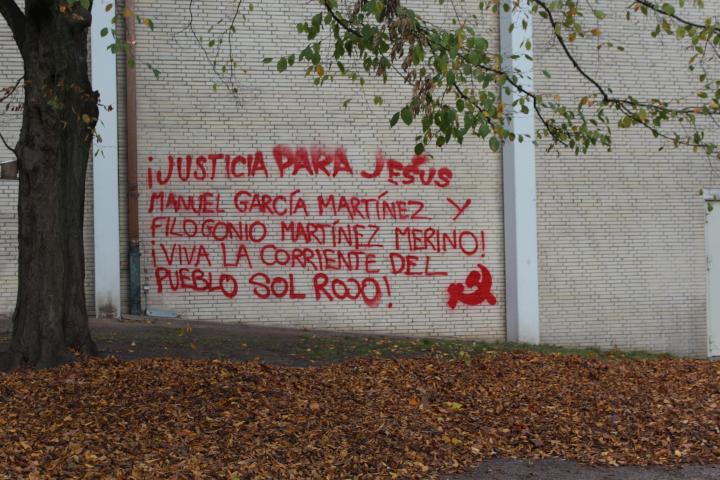 ¡JUSTICIA PARA JESUS
MANUEL GARCÍA MARTÍNEZ Y
FILOGONIO MARTÍNEZ MERINO!
¡VIVA LA CORRIENTE DEL
PUEBLO SOL ROJO!